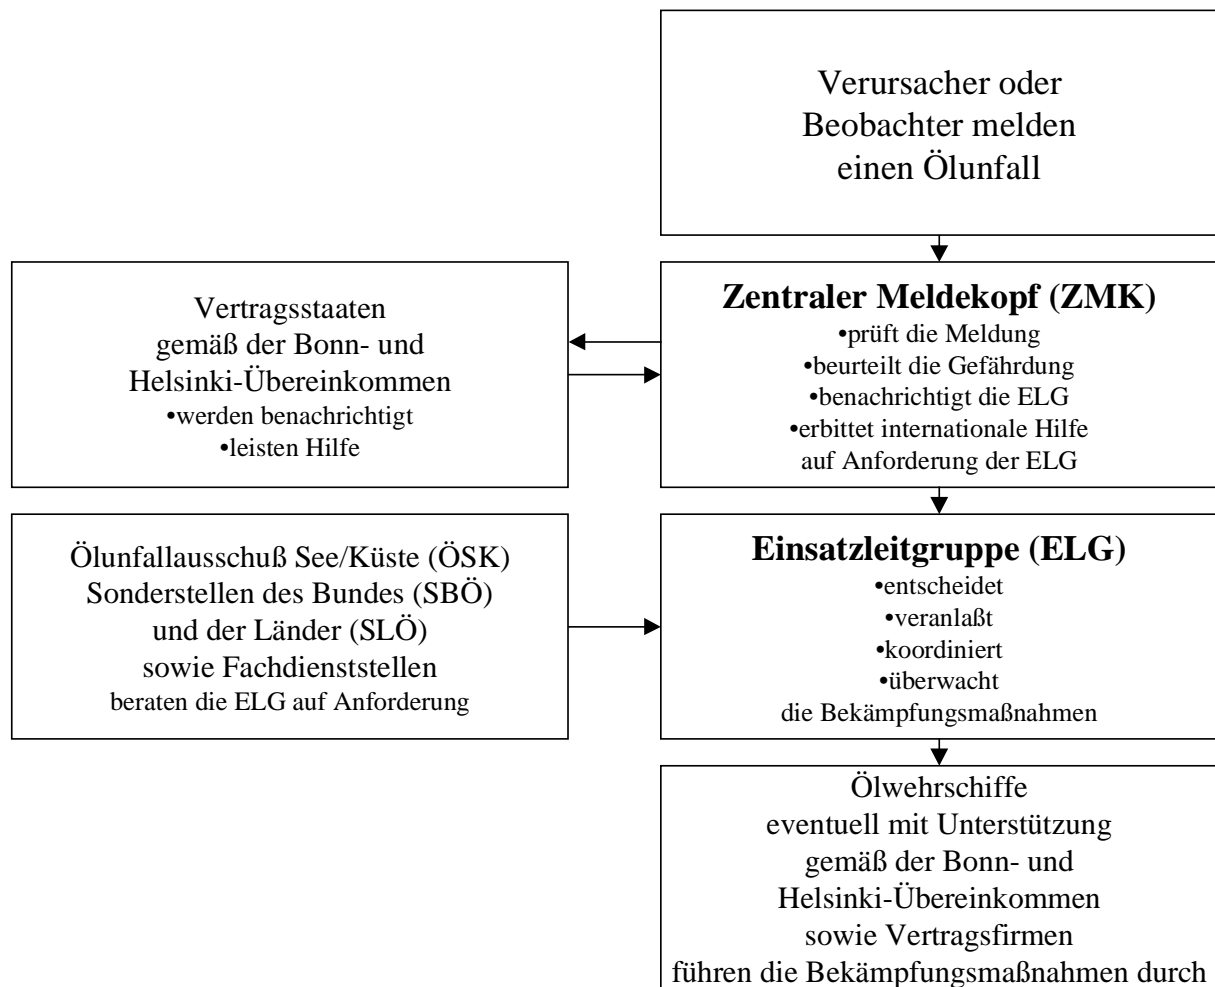 Verursacher oder
Beobachter melden
einen Ölunfall
Vertragsstaaten
gemäß der Bonn- und
Helsinki-Übereinkommen
•werden benachrichtigt
•leisten Hilfe
Zentraler Meldekopf (ZMK)
•prüft die Meldung
•beurteilt die Gefährdung
•benachrichtigt die ELG
•erbittet internationale Hilfe
auf Anforderung der ELG
Ölunfallausschuß See/Küste (ÖSK)
Sonderstellen des Bundes (SBÖ)
und der Länder (SLÖ)
sowie Fachdienststellen
beraten die ELG auf Anforderung
Einsatzleitgruppe (ELG)
•entscheidet
•veranlaßt
•koordiniert
•überwacht
die Bekämpfungsmaßnahmen
Ölwehrschiffe
eventuell mit Unterstützung
gemäß der Bonn- und
Helsinki-Übereinkommen
sowie Vertragsfirmen
führen die Bekämpfungsmaßnahmen durch